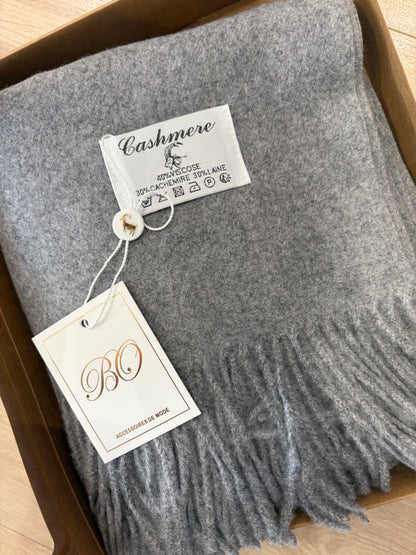 Cashmere
40%VISCOSE
30%CACHEMIRE 30%LAINE
P
BO
ACCESSOIRES DE MODE